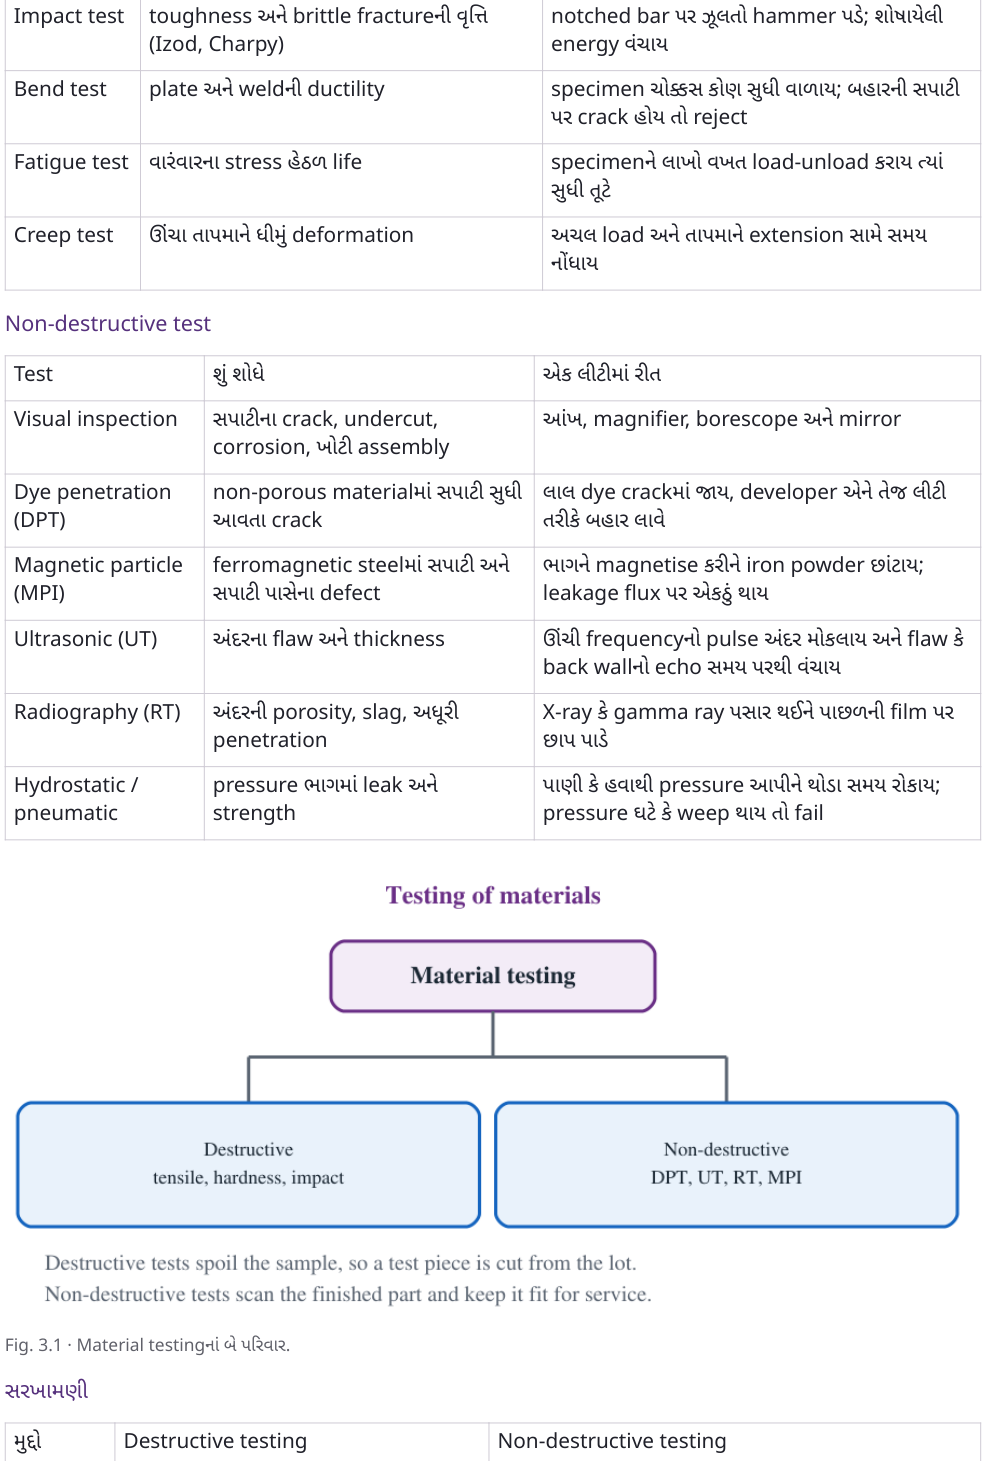 Impact test
toughness અને brittle fractureની વૃત્તિ
(Izod, Charpy)
notched bar પર ઝૂલતો hammer પડે; શોષાયેલી
energy વંચાય
Bend test
plate અને weldની ductility
specimen ચોક્કસ કોણ સુધી વાળાય; બહારની સપાટી
પર crack હોય તો reject
Fatigue test
વારંવારના stress હેઠળ life
specimenને લાખો વખત load-unload કરાય ત્યાં
સુધી તૂટે
Creep test
ઊંચા તાપમાને ધીમું deformation
અચલ load અને તાપમાને extension સામે સમય
નોંધાય
Non-destructive test
Test
શું શોધે
એક લીટીમાં રીત
Visual inspection
સપાટીના crack, undercut,
corrosion, ખોટી assembly
આંખ, magnifier, borescope અને mirror
Dye penetration
(DPT)
non-porous materialમાં સપાટી સુધી
આવતા crack
લાલ dye crackમાં જાય, developer એને તેજ લીટી
તરીકે બહાર લાવે
Magnetic particle
(MPI)
ferromagnetic steelમાં સપાટી અને
સપાટી પાસેના defect
ભાગને magnetise કરીને iron powder છાંટાય;
leakage flux પર એકઠું થાય
Ultrasonic (UT)
અંદરના flaw અને thickness
ઊંચી frequencyનો pulse અંદર મોકલાય અને flaw કે
back wallનો echo સમય પરથી વંચાય
Radiography (RT)
અંદરની porosity, slag, અધૂરી
penetration
X-ray કે gamma ray પસાર થઈને પાછળની film પર
છાપ પાડે
Hydrostatic /
pneumatic
pressure ભાગમાં leak અને
strength
પાણી કે હવાથી pressure આપીને થોડા સમય રોકાય;
pressure ઘટે કે weep થાય તો fail
Testing of materials
Material testing
Destructive
tensile, hardness, impact
Non-destructive
DPT, UT, RT, MPI
Destructive tests spoil the sample, so a test piece is cut from the lot.
Non-destructive tests scan the finished part and keep it fit for service.
Fig. 3.1 · Material testingનાં બે પરિવાર.
સરખામણી
મુદ્દો
Destructive testing
Non-destructive testing